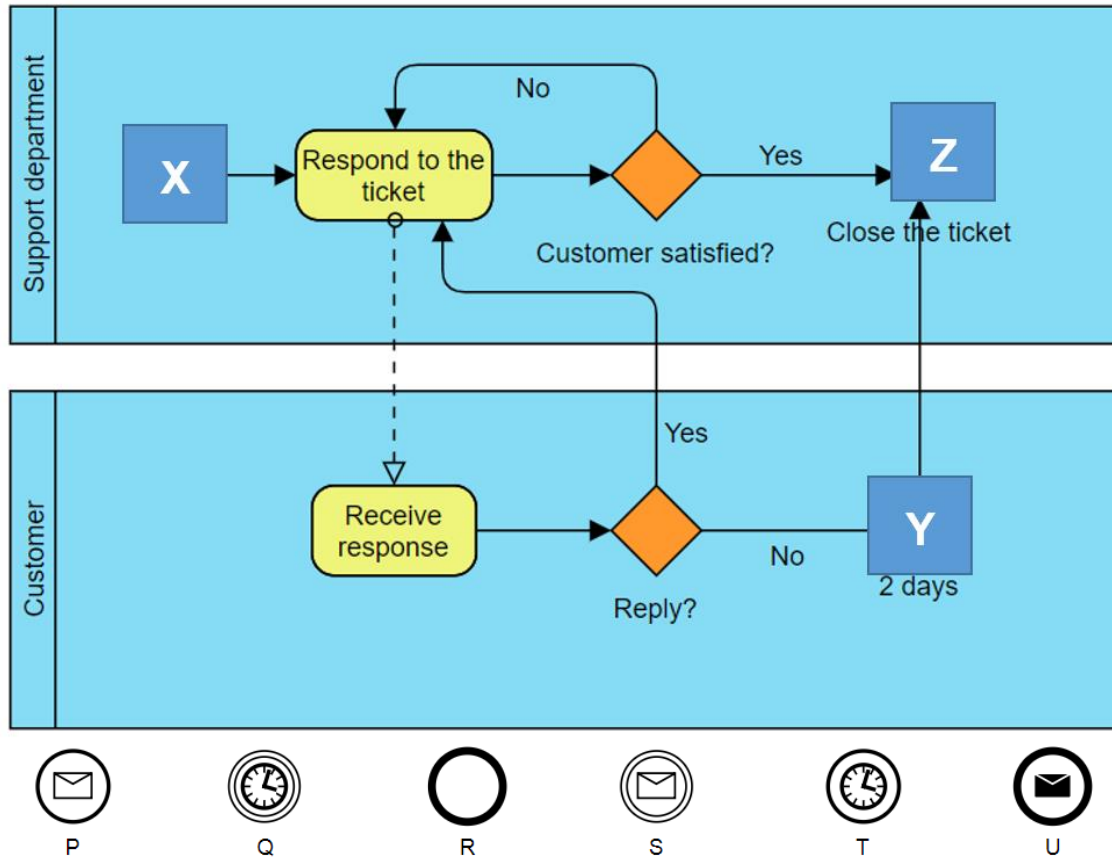 Support department
No
X
Respond to the
ticket
Yes
Z
Customer satisfied?
Close the ticket
Customer
Yes
Receive
response
No
Y
2 days
Reply?
P
Q
R
S
T
U